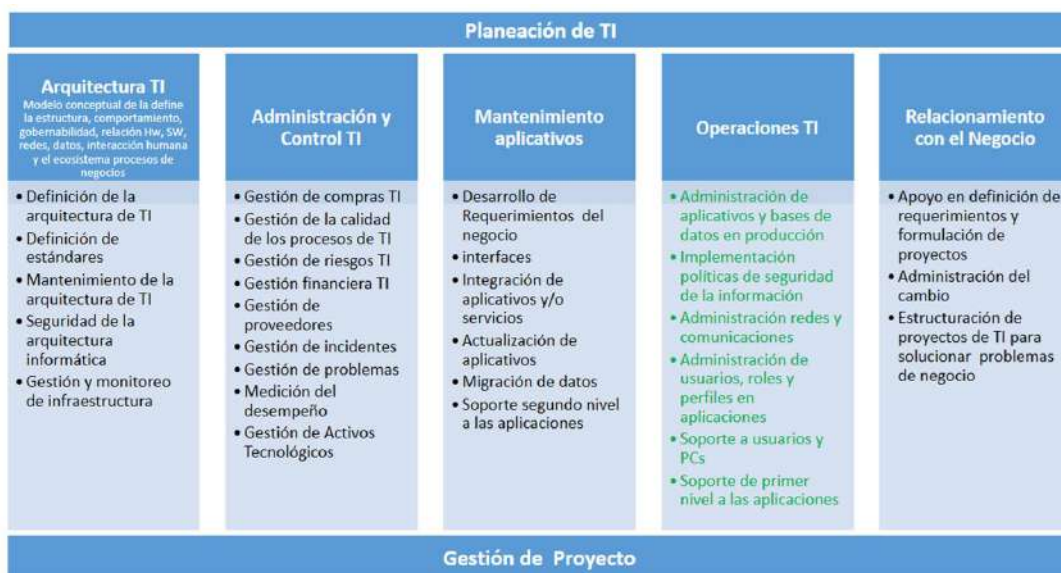 Planeación de TI
Arquitectura TI
Modelo conceptual de la define
la estructura, comportamiento,
gobernabilidad, relación Hw, SW,
redes, datos, interacción humana
y el ecosistema procesos de
negocios
• Definición de la
arquitectura de TI
• Definición de
estándares
• Mantenimiento de la
arquitectura de TI
• Seguridad de la
arquitectura
informática
• Gestión y monitoreo
de infraestructura
Administración y
Control TI
• Gestión de compras TI
• Gestión de la calidad
de los procesos de TI
• Gestión de riesgos TI
• Gestión financiera TI
• Gestión de
proveedores
• Gestión de incidentes
• Gestión de problemas
• Medición del
desempeño
• Gestión de Activos
Tecnológicos
Mantenimiento
aplicativos
• Desarrollo de
Requerimientos del
negocio
• interfaces
• Integración de
aplicativos y/o
servicios
• Actualización de
aplicativos
• Migración de datos
• Soporte segundo nivel
a las aplicaciones
Operaciones TI
• Administración de
aplicativos y bases de
datos en producción
• Implementación
políticas de seguridad
de la información
• Administración redes y
comunicaciones
• Administración de
usuarios, roles y
perfiles en
aplicaciones
• Soporte a usuarios y
PCs
• Soporte de primer
nivel a las aplicaciones
Relacionamiento
con el Negocio
• Apoyo en definición de
requerimientos y
formulación de
proyectos
• Administración del
cambio
• Estructuración de
proyectos de TI para
solucionar problemas
de negocio
Gestión de Proyecto